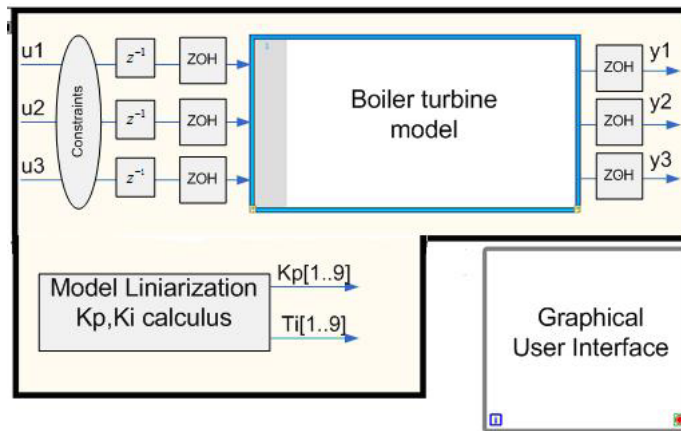 u1
z⁻¹
ZOH
ZOH
y1
u2
Constraints
z⁻¹
ZOH
Boiler turbine
model
ZOH
y2
u3
z⁻¹
ZOH
ZOH
y3
Model Liniarization
Kp,Ki calculus
Kp[1..9]
Ti[1..9]
Graphical
User Interface
i